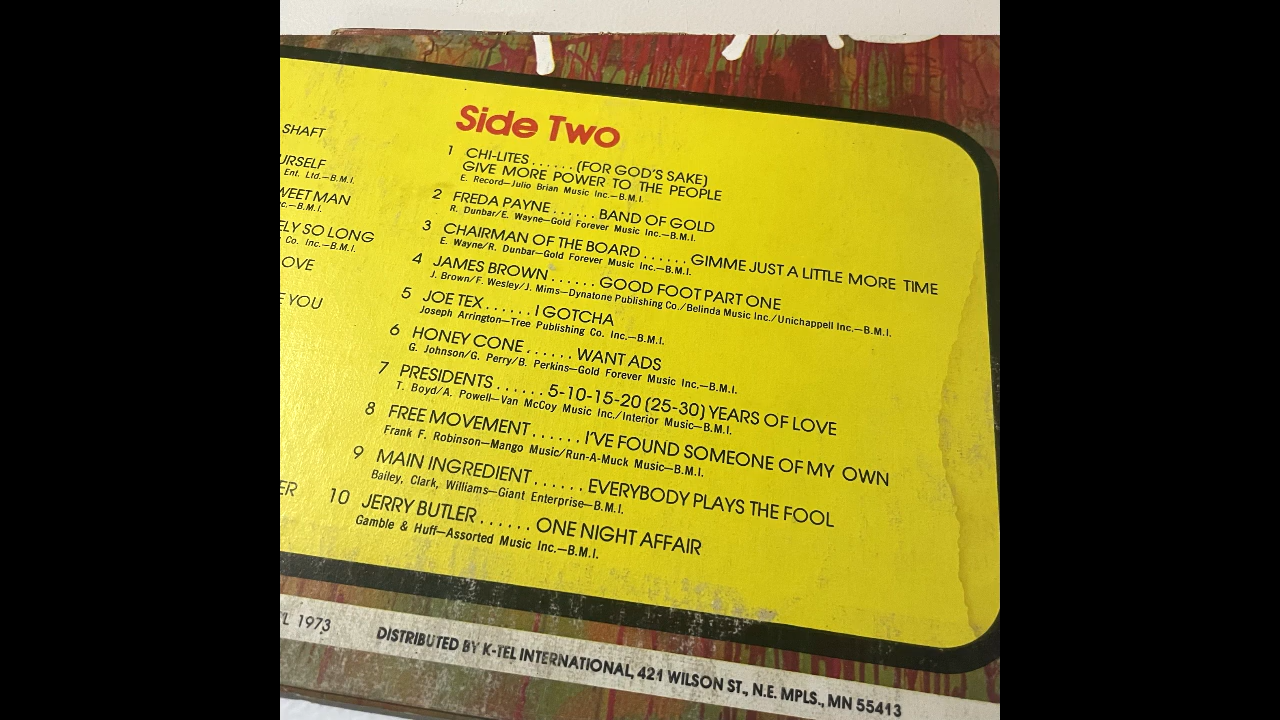 SHAFT
URSELF
Ent. Ltd.—B.M.I.
WEET MAN
nc.—B.M.I.
ELY SO LONG
Co. Inc.—B.M.I.
OVE
E YOU
ER
Side Two
1 CHI-LITES . . . . . . (FOR GOD'S SAKE)
GIVE MORE POWER TO THE PEOPLE
E. Record—Julio Brian Music Inc.—B.M.I.
2 FREDA PAYNE . . . . . . BAND OF GOLD
R. Dunbar/E. Wayne—Gold Forever Music Inc.—B.M.I.
3 CHAIRMAN OF THE BOARD . . . . . . GIMME JUST A LITTLE MORE TIME
E. Wayne/R. Dunbar—Gold Forever Music Inc.—B.M.I.
4 JAMES BROWN . . . . . . GOOD FOOT PART ONE
J. Brown/F. Wesley/J. Mims—Dynatone Publishing Co./Belinda Music Inc./Unichappell Inc.—B.M.I.
5 JOE TEX . . . . . . I GOTCHA
Joseph Arrington—Tree Publishing Co. Inc.—B.M.I.
6 HONEY CONE . . . . . . WANT ADS
G. Johnson/G. Perry/B. Perkins—Gold Forever Music Inc.—B.M.I.
7 PRESIDENTS . . . . . . 5-10-15-20 (25-30) YEARS OF LOVE
T. Boyd/A. Powell—Van McCoy Music Inc./Interior Music—B.M.I.
8 FREE MOVEMENT . . . . . . I'VE FOUND SOMEONE OF MY OWN
Frank F. Robinson—Mango Music/Run-A-Muck Music—B.M.I.
9 MAIN INGREDIENT . . . . . . EVERYBODY PLAYS THE FOOL
Bailey, Clark, Williams—Giant Enterprise—B.M.I.
10 JERRY BUTLER . . . . . . ONE NIGHT AFFAIR
Gamble & Huff—Assorted Music Inc.—B.M.I.
L 1973
DISTRIBUTED BY K-TEL INTERNATIONAL, 421 WILSON ST., N.E. MPLS., MN 55413